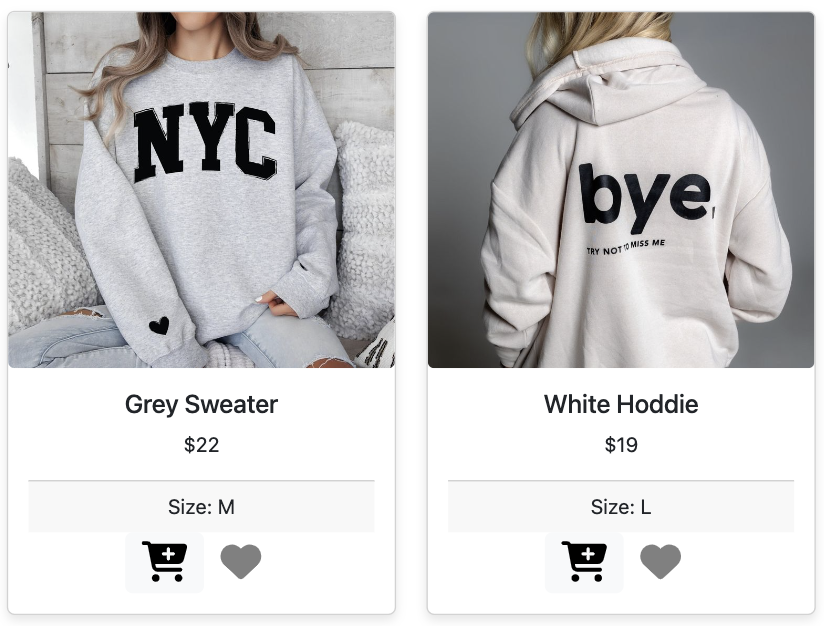 NYC
Grey Sweater
$22
Size: M
bye,
TRY NOT TO MISS ME
White Hoddie
$19
Size: L